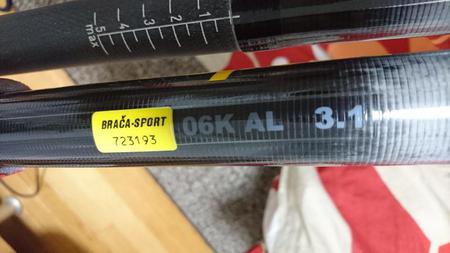 -1
-2
-3
-4
-5
max
BRAČA-SPORT
723193
.06K AL 3.1